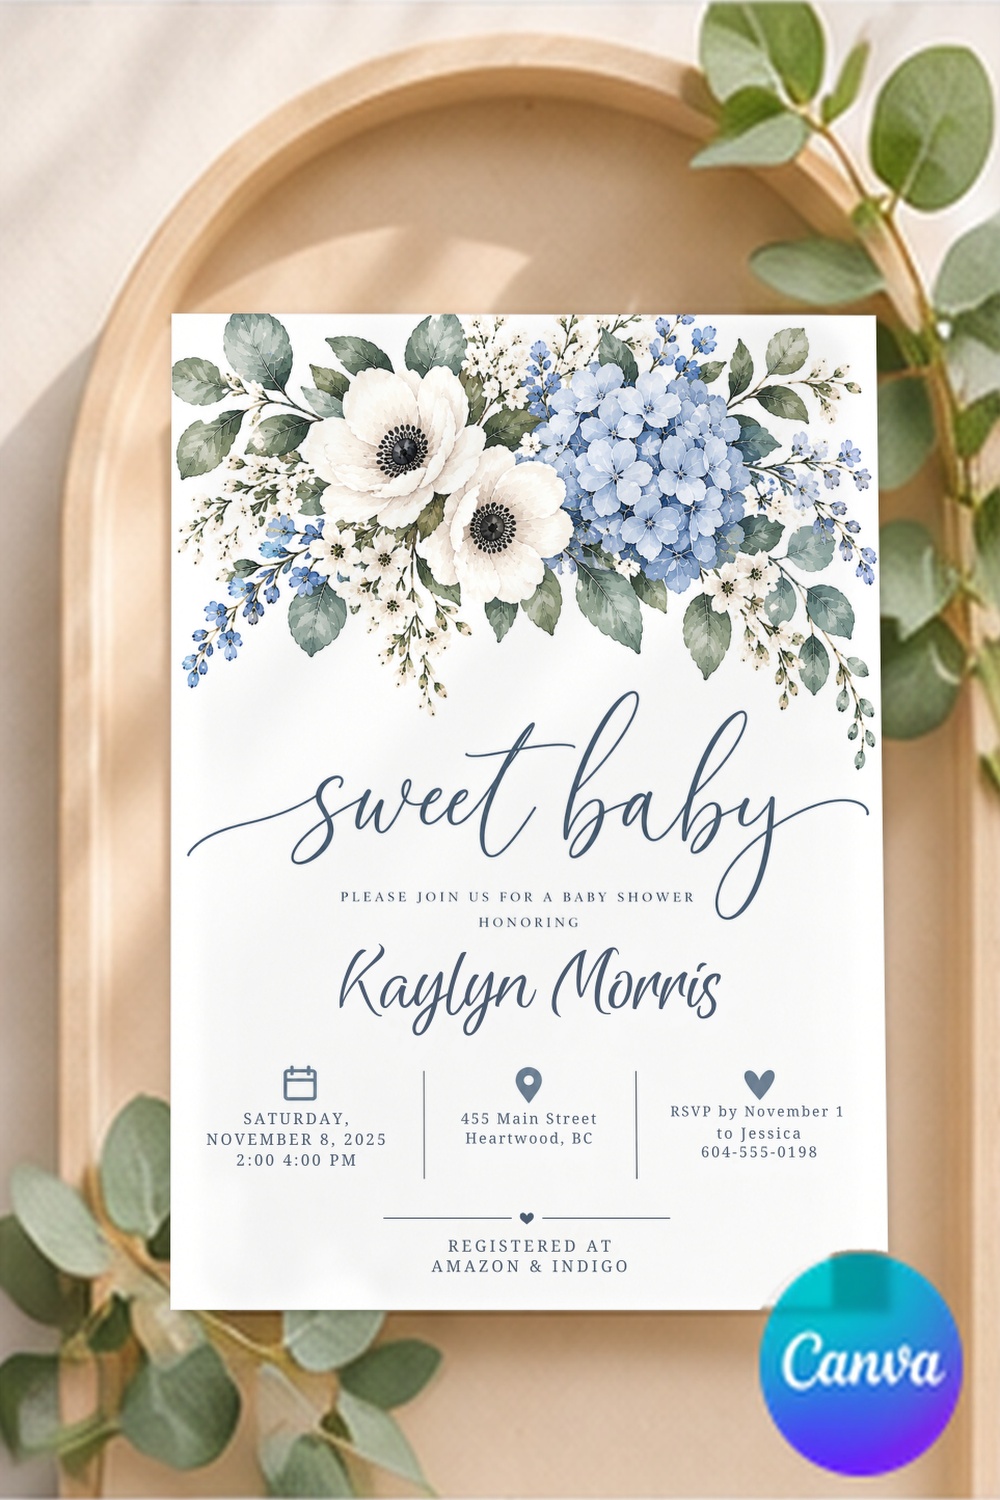 sweet baby
PLEASE JOIN US FOR A BABY SHOWER
HONORING
Kaylyn Morris
SATURDAY,
NOVEMBER 8, 2025
2:00 4:00 PM
455 Main Street
Heartwood, BC
RSVP by November 1
to Jessica
604-555-0198
REGISTERED AT
AMAZON & INDIGO
Canva